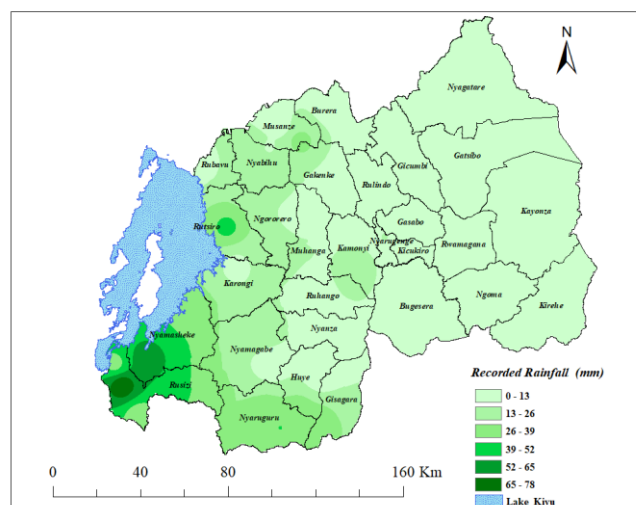 N
Nyagatare
Burera
Musanze
Gatsibo
Rubavu
Nyabihu
Gicumbi
Gakenke
Rulindo
Kayonza
Gasabo
Rutsiro
Ngororero
Nyarugenge
Rwamagana
Kicukiro
Muhanga
Kamonyi
Karongi
Ruhango
Bugesera
Ngoma
Kirehe
Nyamasheke
Nyanza
Nyamagabe
Huye
Rusizi
Gisagara
Nyaruguru
Recorded Rainfall (mm)
0 - 13
13 - 26
26 - 39
39 - 52
52 - 65
65 - 78
Lake Kivu
0 40 80 160 Km